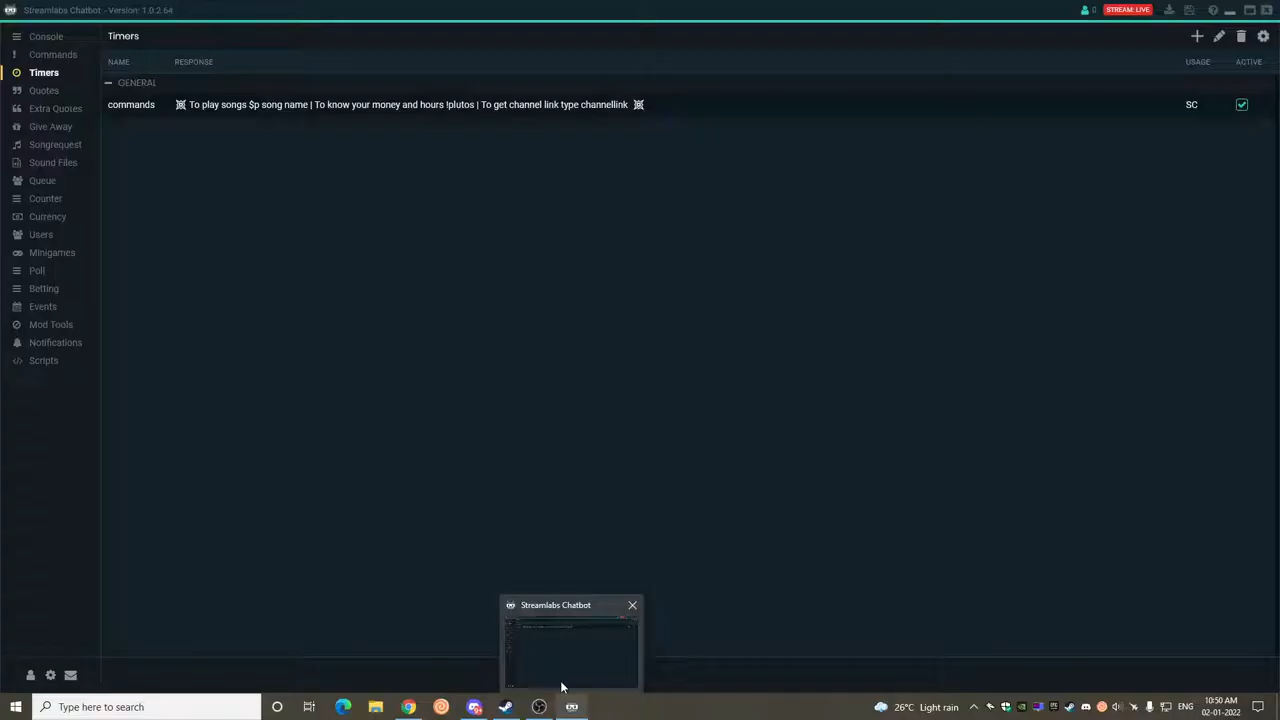 Streamlabs Chatbot - Version: 1.0.2.64
0
STREAM: LIVE
Console
Commands
Timers
Quotes
Extra Quotes
Give Away
Songrequest
Sound Files
Queue
Counter
Currency
Users
Minigames
Poll
Betting
Events
Mod Tools
Notifications
Scripts
Timers
NAME RESPONSE USAGE ACTIVE
GENERAL
commands To play songs $p song name | To know your money and hours !plutos | To get channel link type channellink SC
Streamlabs Chatbot
Type here to search
26°C Light rain
ENG
10:50 AM
02-01-2022